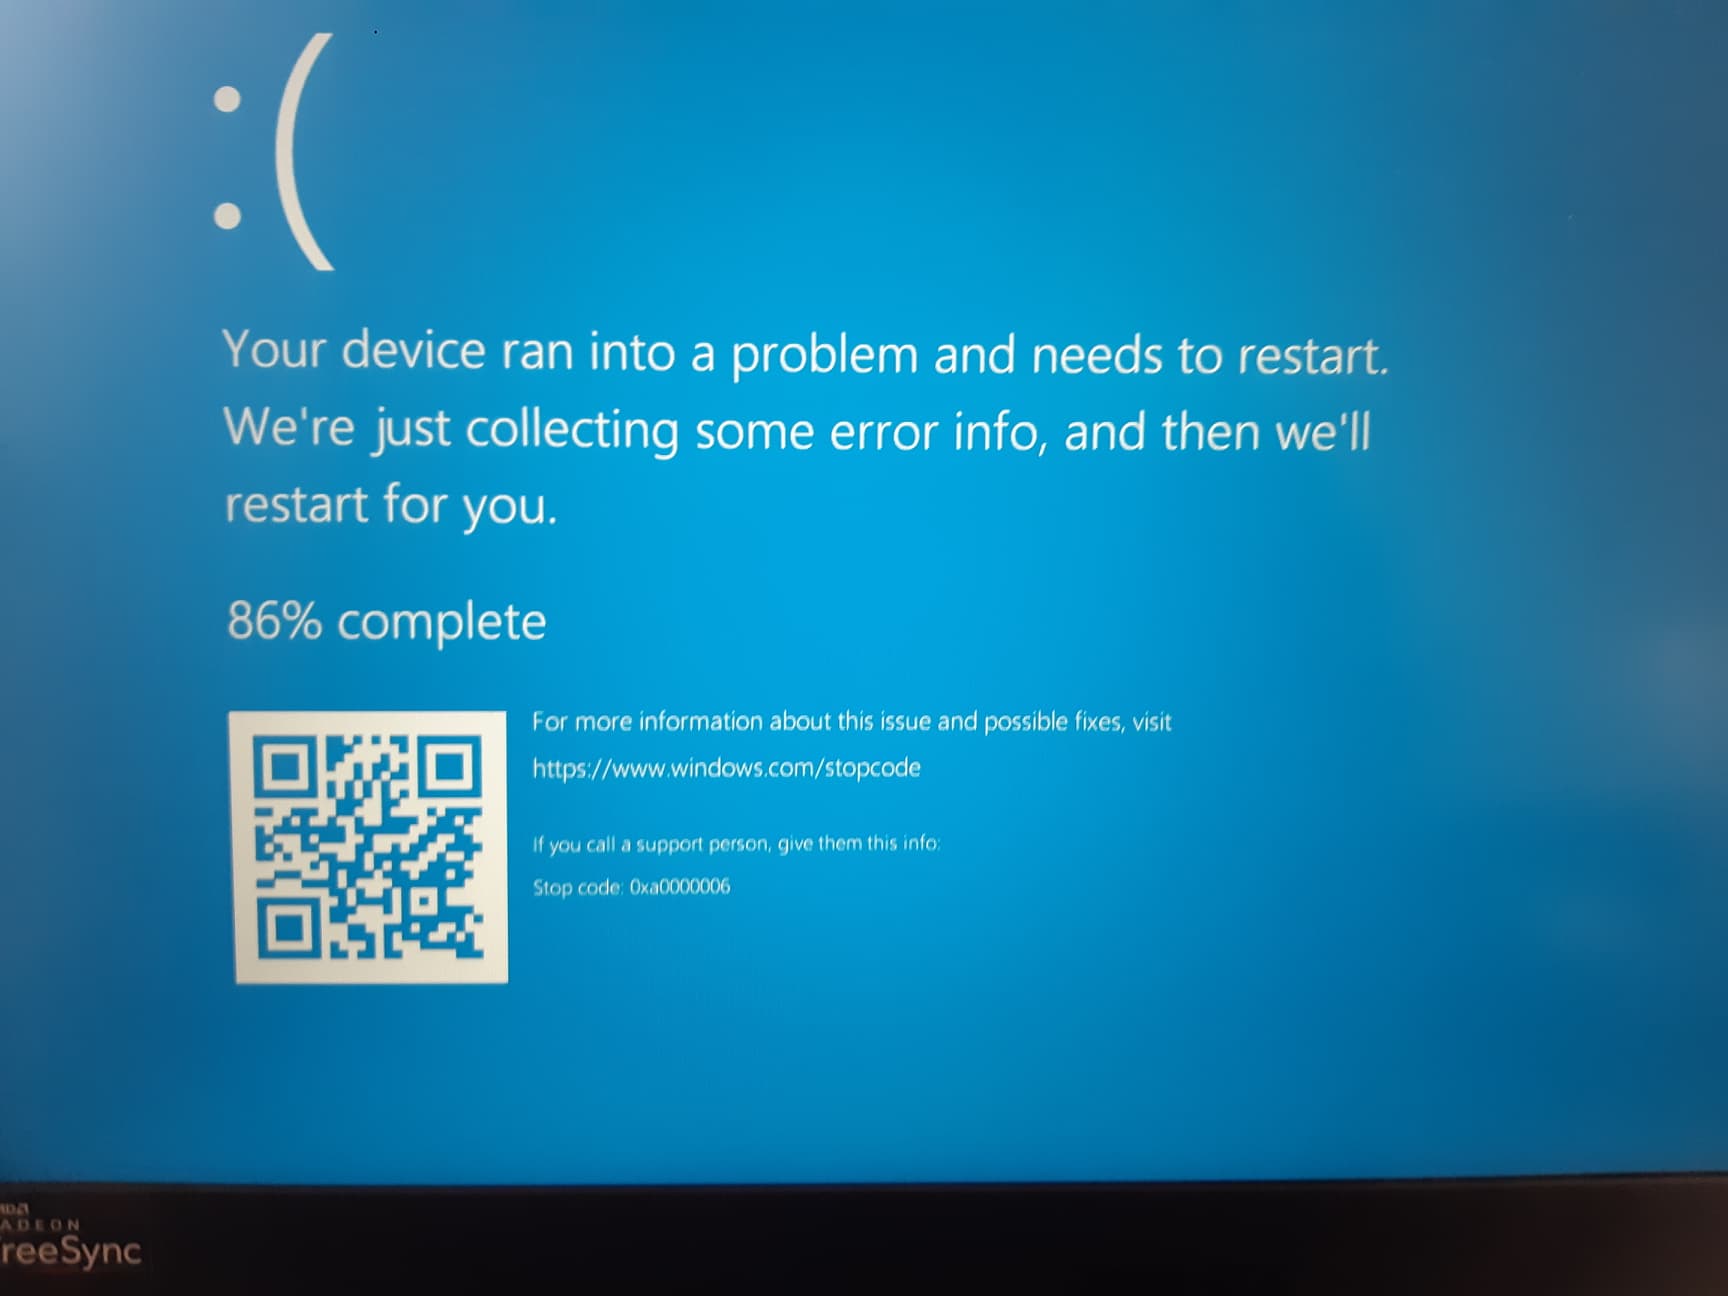 :(
Your device ran into a problem and needs to restart.
We're just collecting some error info, and then we'll
restart for you.
86% complete
For more information about this issue and possible fixes, visit
https://www.windows.com/stopcode
If you call a support person, give them this info:
Stop code: 0xa0000006
ADEON
reeSync